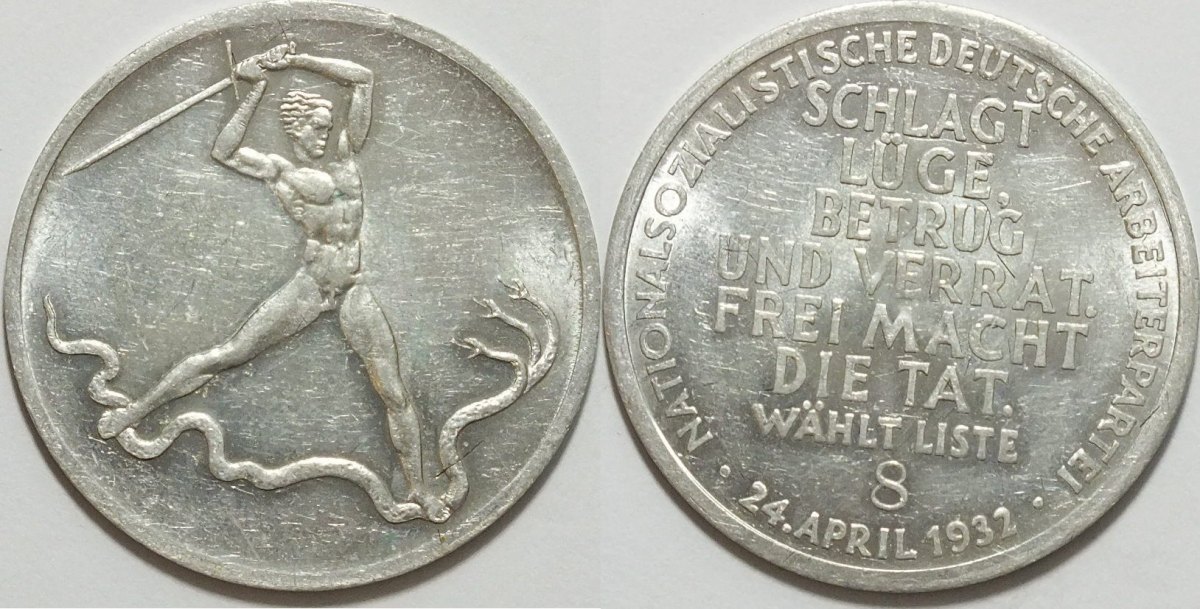 NATIONALSOZIALISTISCHE DEUTSCHE ARBEITERPARTEI
SCHLAGT
LÜGE,
BETRUG
UND VERRAT.
FREI MACHT
DIE TAT.
WÄHLT LISTE
8
· 24. APRIL 1932 ·